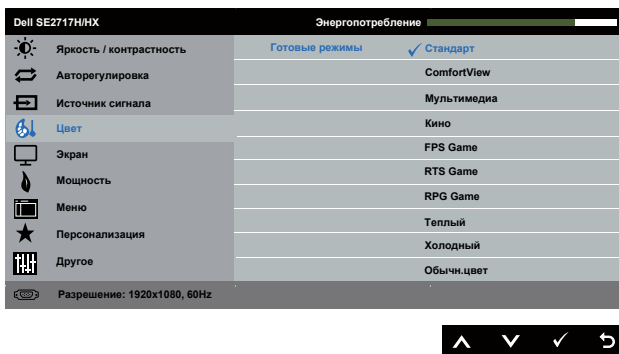 Dell SE2717H/HX Энергопотребление
Яркость / контрастность Готовые режимы Стандарт
Авторегулировка ComfortView
Источник сигнала Мультимедиа
Цвет Кино
Экран FPS Game
Мощность RTS Game
Меню RPG Game
Персонализация Теплый
Другое Холодный
Обычн.цвет
Разрешение: 1920x1080, 60Hz